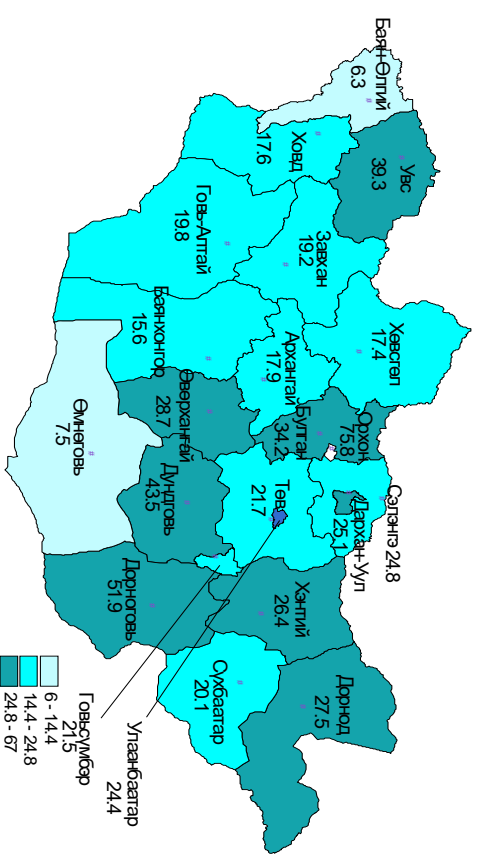 Баян-Өлгий
6.3
Увс
39.3
Ховд
17.6
Говь-Алтай
19.8
Завхан
19.2
Хөвсгөл
17.4
Баянхонгор
15.6
Архангай
17.9
Өвөрхангай
28.7
Булган
34.2
Орхон
75.8
Өмнөговь
7.5
Дундговь
43.5
Төв
21.7
Сэлэнгэ 24.8
Дархан-Уул
25.1
Дорноговь
51.9
Хэнтий
26.4
Сүхбаатар
20.1
Дорнод
27.5
Говьсүмбэр
21.5
Улаанбаатар
24.4
6 - 14.4
14.4 - 24.8
24.8 - 67